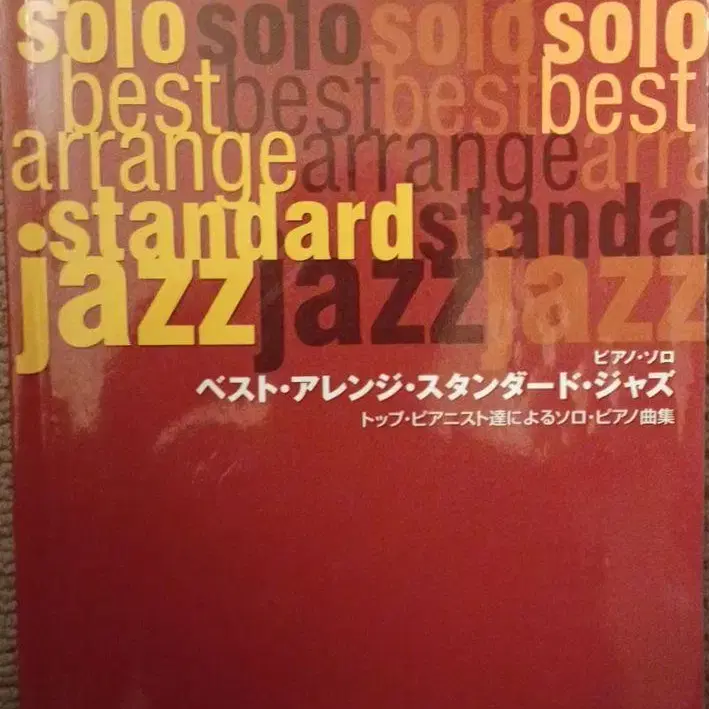 solo solo solo solo
best best best best
arrange arrange arra
standard standar
jazz jazz jazz
ピアノ・ソロ
ベスト・アレンジ・スタンダード・ジャズ
トップ・ピアニスト達によるソロ・ピアノ曲集